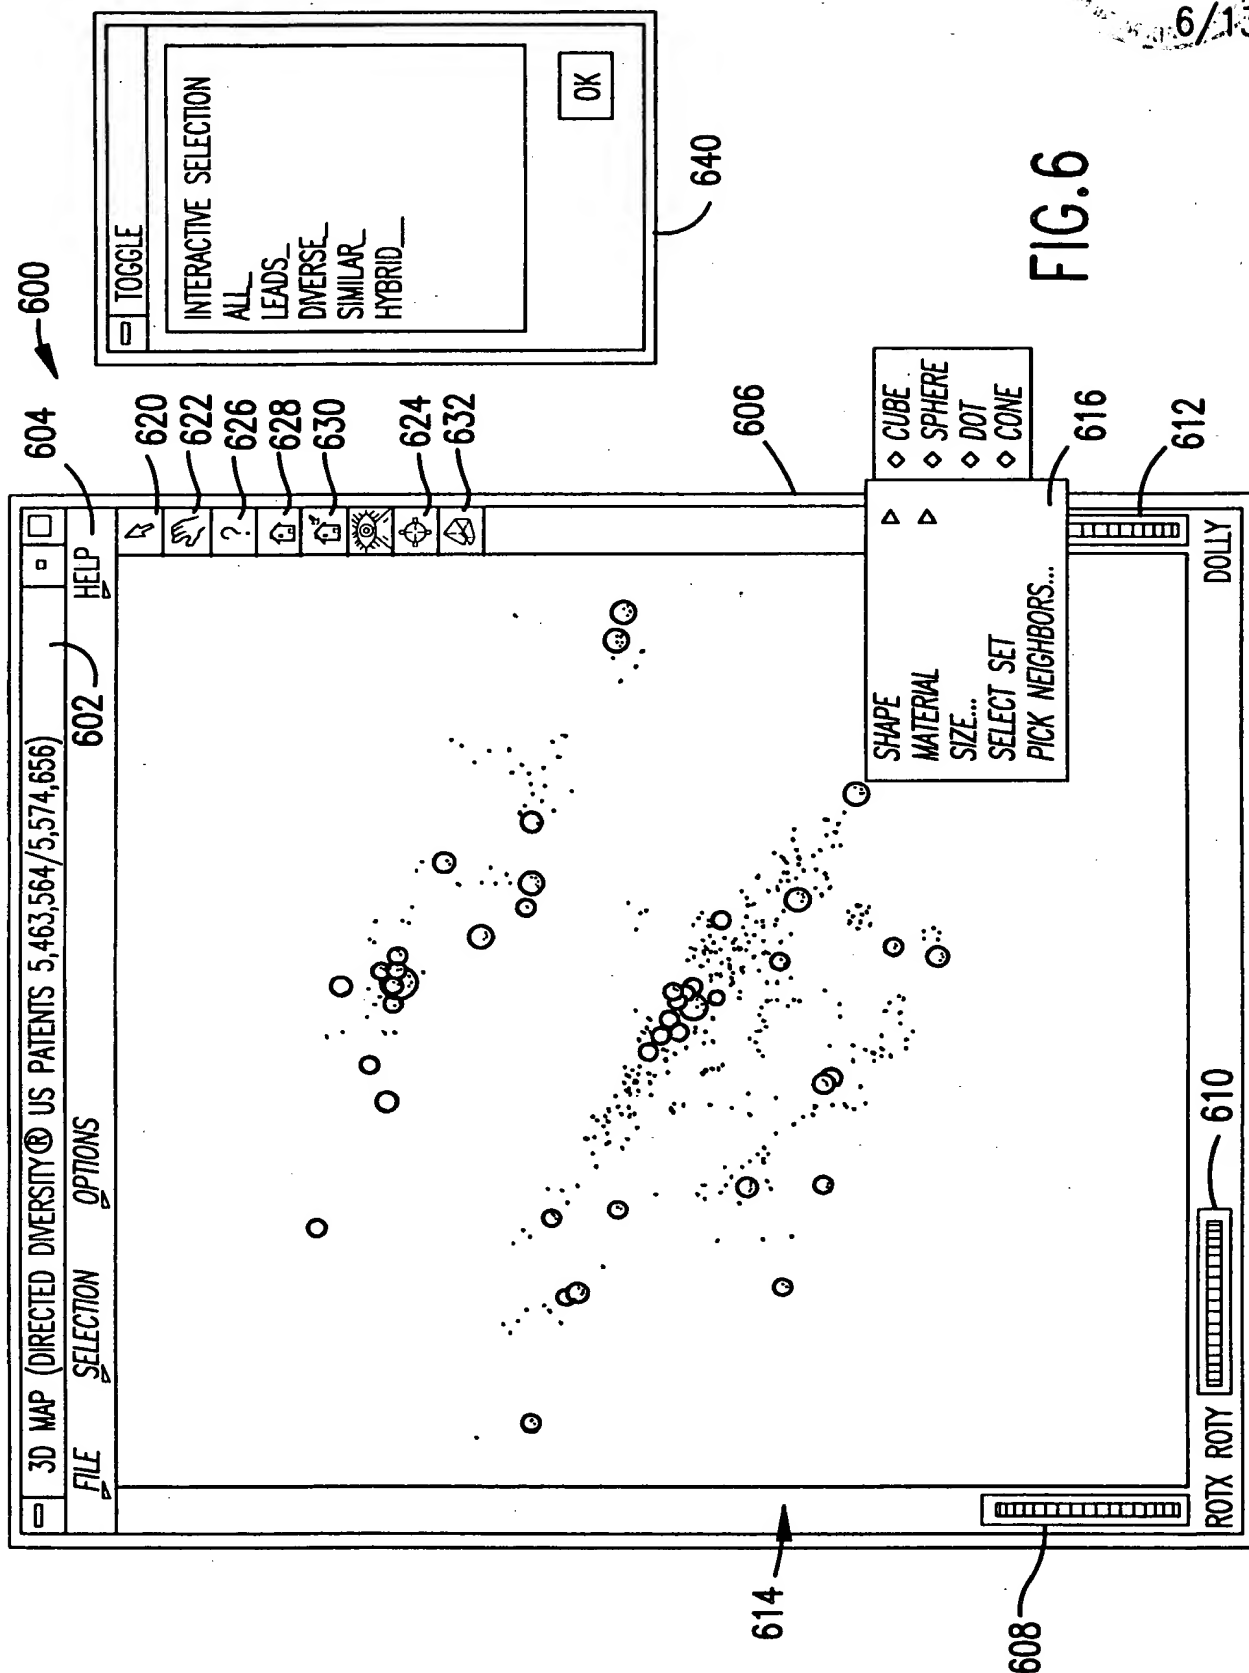 6/13
600
604
602
3D MAP (DIRECTED DIVERSITY® US PATENTS 5,463,564/5,574,656)
FILE SELECTION OPTIONS HELP
620
622
?
626
628
630
624
632
TOGGLE
INTERACTIVE SELECTION
ALL_
LEADS_
DIVERSE_
SIMILAR_
HYBRID_
OK
640
606
SHAPE
MATERIAL
SIZE...
SELECT SET
PICK NEIGHBORS...
CUBE
SPHERE
DOT
CONE
616
612
614
608
610
ROTX ROTY
DOLLY
FIG.6